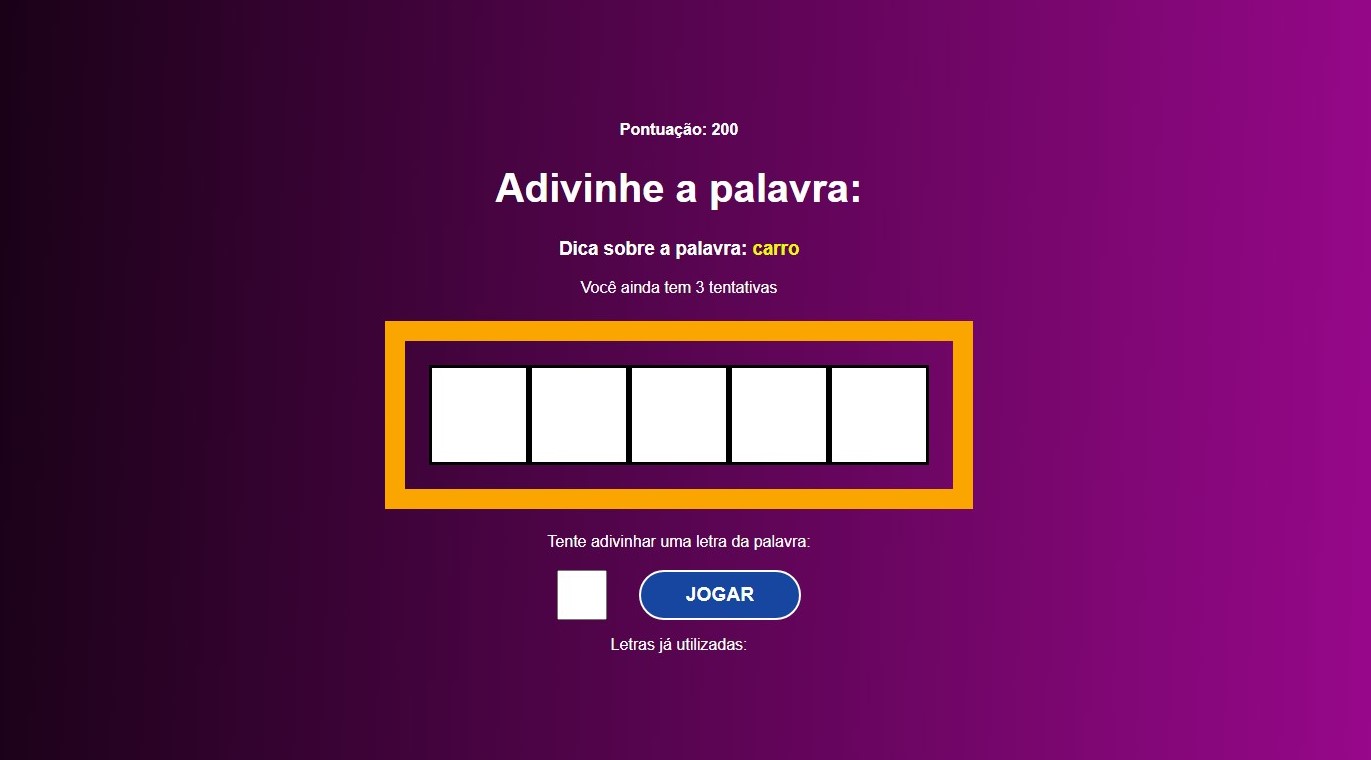 Pontuação: 200
Adivinhe a palavra:
Dica sobre a palavra: carro
Você ainda tem 3 tentativas
Tente adivinhar uma letra da palavra:
JOGAR
Letras já utilizadas: